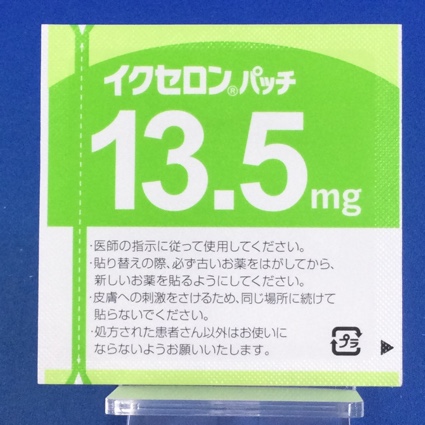 イクセロン®パッチ
13.5mg
・医師の指示に従って使用してください。
・貼り替えの際、必ず古いお薬をはがしてから、
新しいお薬を貼るようにしてください。
・皮膚への刺激をさけるため、同じ場所に続けて
貼らないでください。
・処方された患者さん以外はお使いに
ならないようお願いいたします。
プラ